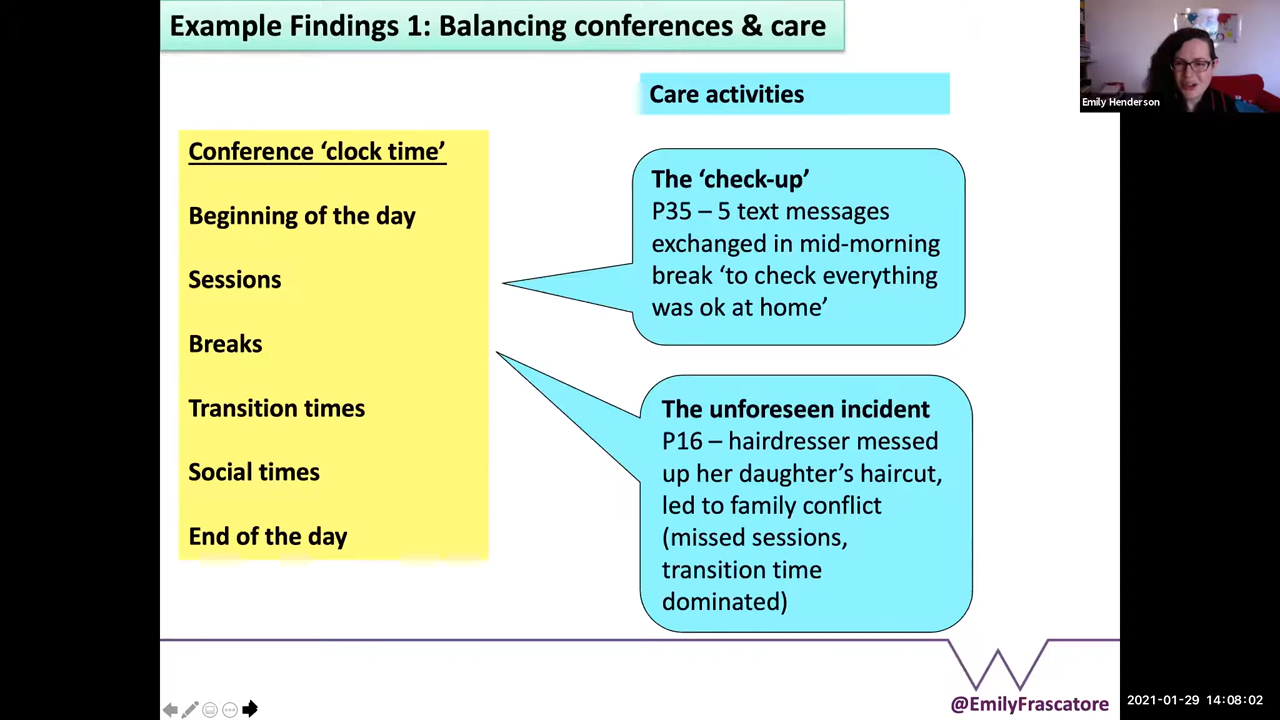 Example Findings 1: Balancing conferences & care
Emily Henderson
Care activities
Conference ‘clock time’
Beginning of the day
Sessions
Breaks
Transition times
Social times
End of the day
The ‘check-up’
P35 – 5 text messages
exchanged in mid-morning
break ‘to check everything
was ok at home’
The unforeseen incident
P16 – hairdresser messed
up her daughter’s haircut,
led to family conflict
(missed sessions,
transition time
dominated)
@EmilyFrascatore
2021-01-29 14:08:02